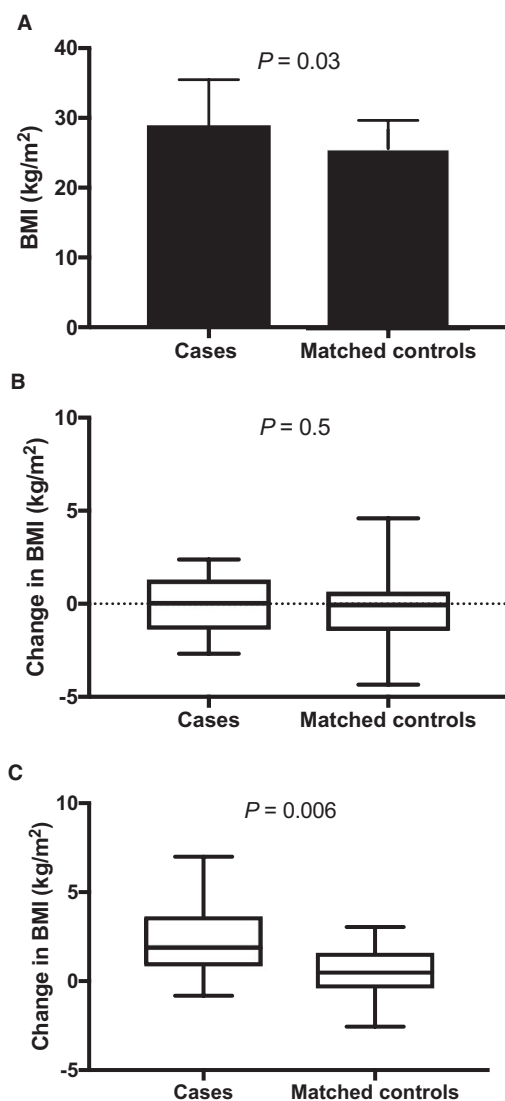 A
P = 0.03
BMI (kg/m²)
40
30
20
10
0
Cases Matched controls
B
P = 0.5
Change in BMI (kg/m²)
10
5
0
-5
Cases Matched controls
C
P = 0.006
Change in BMI (kg/m²)
10
5
0
-5
Cases Matched controls